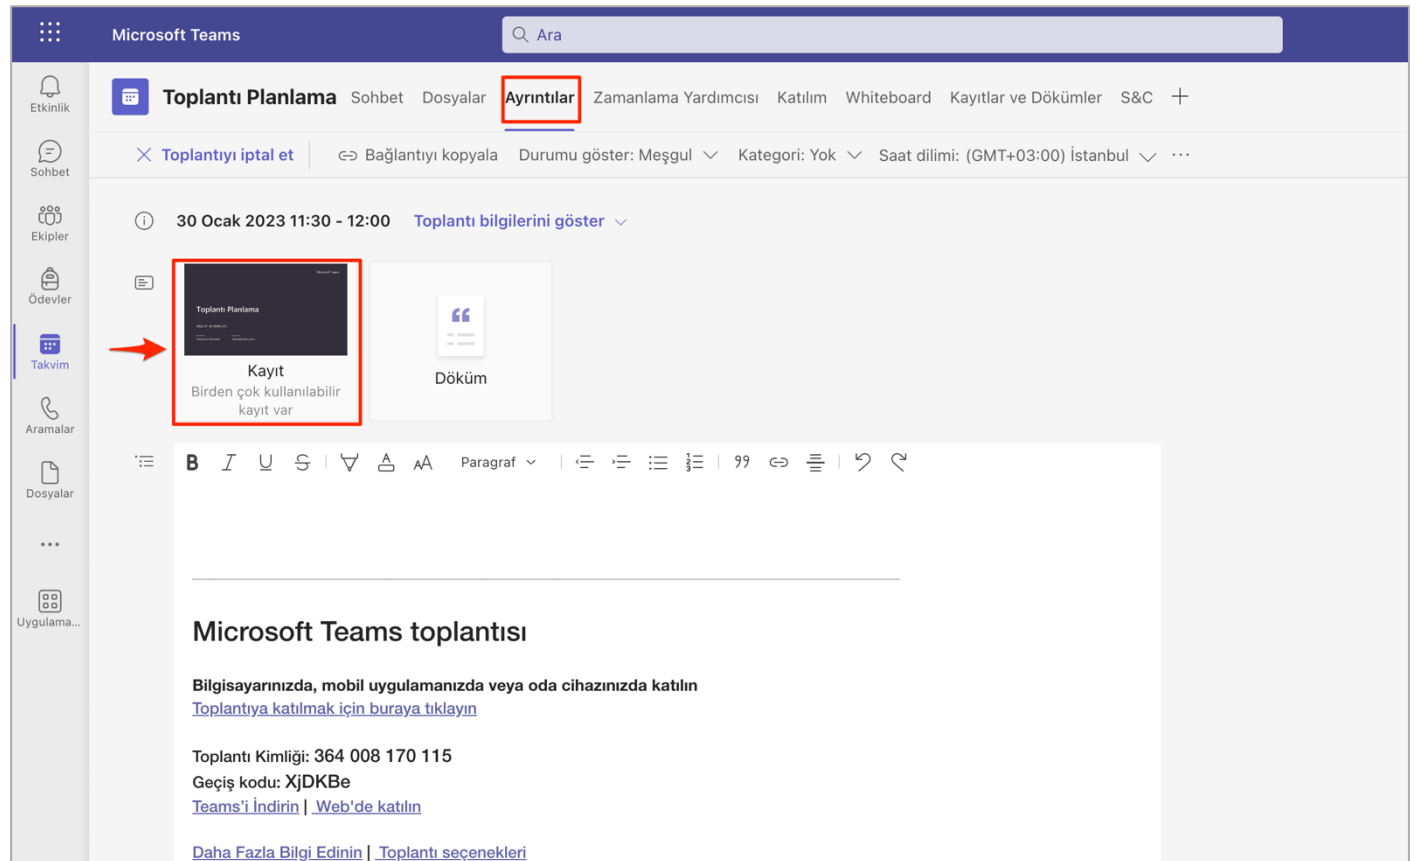 Microsoft Teams
Ara
Toplantı Planlama Sohbet Dosyalar Ayrıntılar Zamanlama Yardımcısı Katılım Whiteboard Kayıtlar ve Dökümler S&C
Toplantıyı iptal et Bağlantıyı kopyala Durumu göster: Meşgul Kategori: Yok Saat dilimi: (GMT+03:00) İstanbul
Etkinlik
Sohbet
Ekipler
Ödevler
Takvim
Aramalar
Dosyalar
Uygulama...
30 Ocak 2023 11:30 - 12:00 Toplantı bilgilerini göster
Microsoft Teams
Toplantı Planlama
Kayıt
Birden çok kullanılabilir
kayıt var
Döküm
Paragraf
Microsoft Teams toplantısı
Bilgisayarınızda, mobil uygulamanızda veya oda cihazınızda katılın
Toplantıya katılmak için buraya tıklayın
Toplantı Kimliği: 364 008 170 115
Geçiş kodu: XjDKBe
Teams'i İndirin | Web'de katılın
Daha Fazla Bilgi Edinin | Toplantı seçenekleri